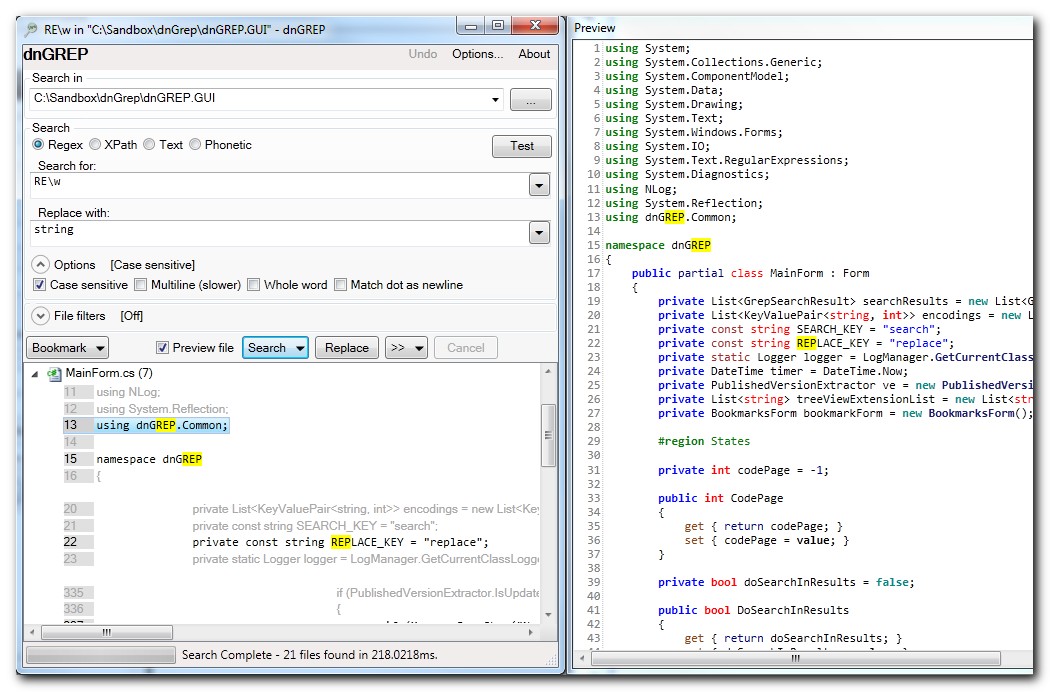 RE\w in "C:\Sandbox\dnGrep\dnGREP.GUI" - dnGREP
dnGREP
Undo Options... About
Search in
C:\Sandbox\dnGrep\dnGREP.GUI
...
Search
Regex XPath Text Phonetic
Test
Search for:
RE\w
Replace with:
string
Options [Case sensitive]
Case sensitive Multiline (slower) Whole word Match dot as newline
File filters [Off]
Bookmark Preview file Search Replace >> Cancel
MainForm.cs (7)
11 using NLog;
12 using System.Reflection;
13 using dnGREP.Common;
14
15 namespace dnGREP
16 {
20 private List<KeyValuePair<string, int>> encodings = new List<Key
21 private const string SEARCH_KEY = "search";
22 private const string REPLACE_KEY = "replace";
23 private static Logger logger = LogManager.GetCurrentClassLogge
335 if (PublishedVersionExtractor.IsUpdate
336 {
Search Complete - 21 files found in 218.0218ms.
Preview
1 using System;
2 using System.Collections.Generic;
3 using System.ComponentModel;
4 using System.Data;
5 using System.Drawing;
6 using System.Text;
7 using System.Windows.Forms;
8 using System.IO;
9 using System.Text.RegularExpressions;
10 using System.Diagnostics;
11 using NLog;
12 using System.Reflection;
13 using dnGREP.Common;
14
15 namespace dnGREP
16 {
17 public partial class MainForm : Form
18 {
19 private List<GrepSearchResult> searchResults = new List<G
20 private List<KeyValuePair<string, int>> encodings = new L
21 private const string SEARCH_KEY = "search";
22 private const string REPLACE_KEY = "replace";
23 private static Logger logger = LogManager.GetCurrentClass
24 private DateTime timer = DateTime.Now;
25 private PublishedVersionExtractor ve = new PublishedVersi
26 private List<string> treeViewExtensionList = new List<str
27 private BookmarksForm bookmarkForm = new BookmarksForm();
28
29 #region States
30
31 private int codePage = -1;
32
33 public int CodePage
34 {
35 get { return codePage; }
36 set { codePage = value; }
37 }
38
39 private bool doSearchInResults = false;
40
41 public bool DoSearchInResults
42 {
43 get { return doSearchInResults; }